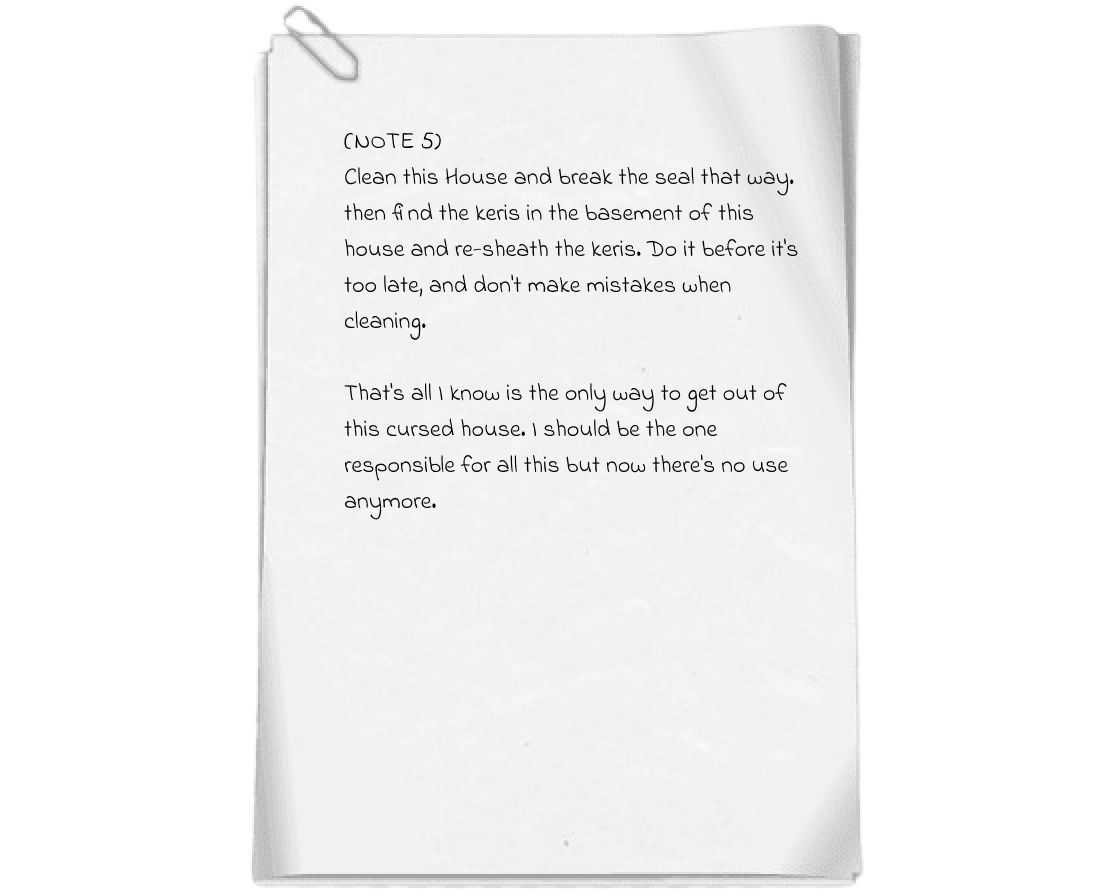 (NOTE 5)
Clean this House and break the seal that way.
then find the keris in the basement of this
house and re-sheath the keris. Do it before it's
too late, and don't make mistakes when
cleaning.
That's all I know is the only way to get out of
this cursed house. I should be the one
responsible for all this but now there's no use
anymore.